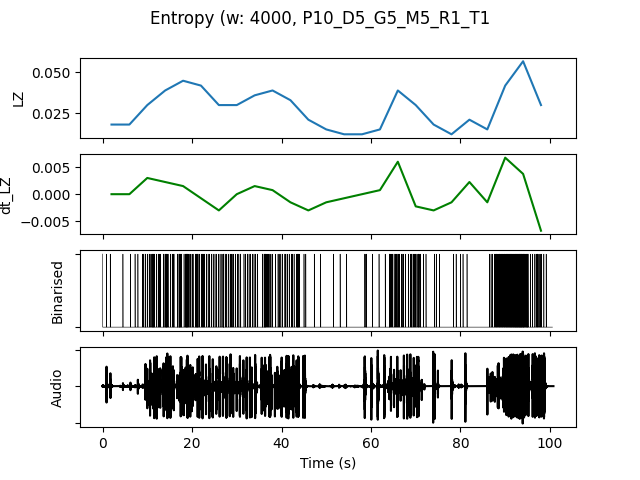 Entropy (w: 4000, P10_D5_G5_M5_R1_T1
0.050
0.025
LZ
0.005
0.000
−0.005
dt_LZ
Binarised
Audio
0 20 40 60 80 100
Time (s)